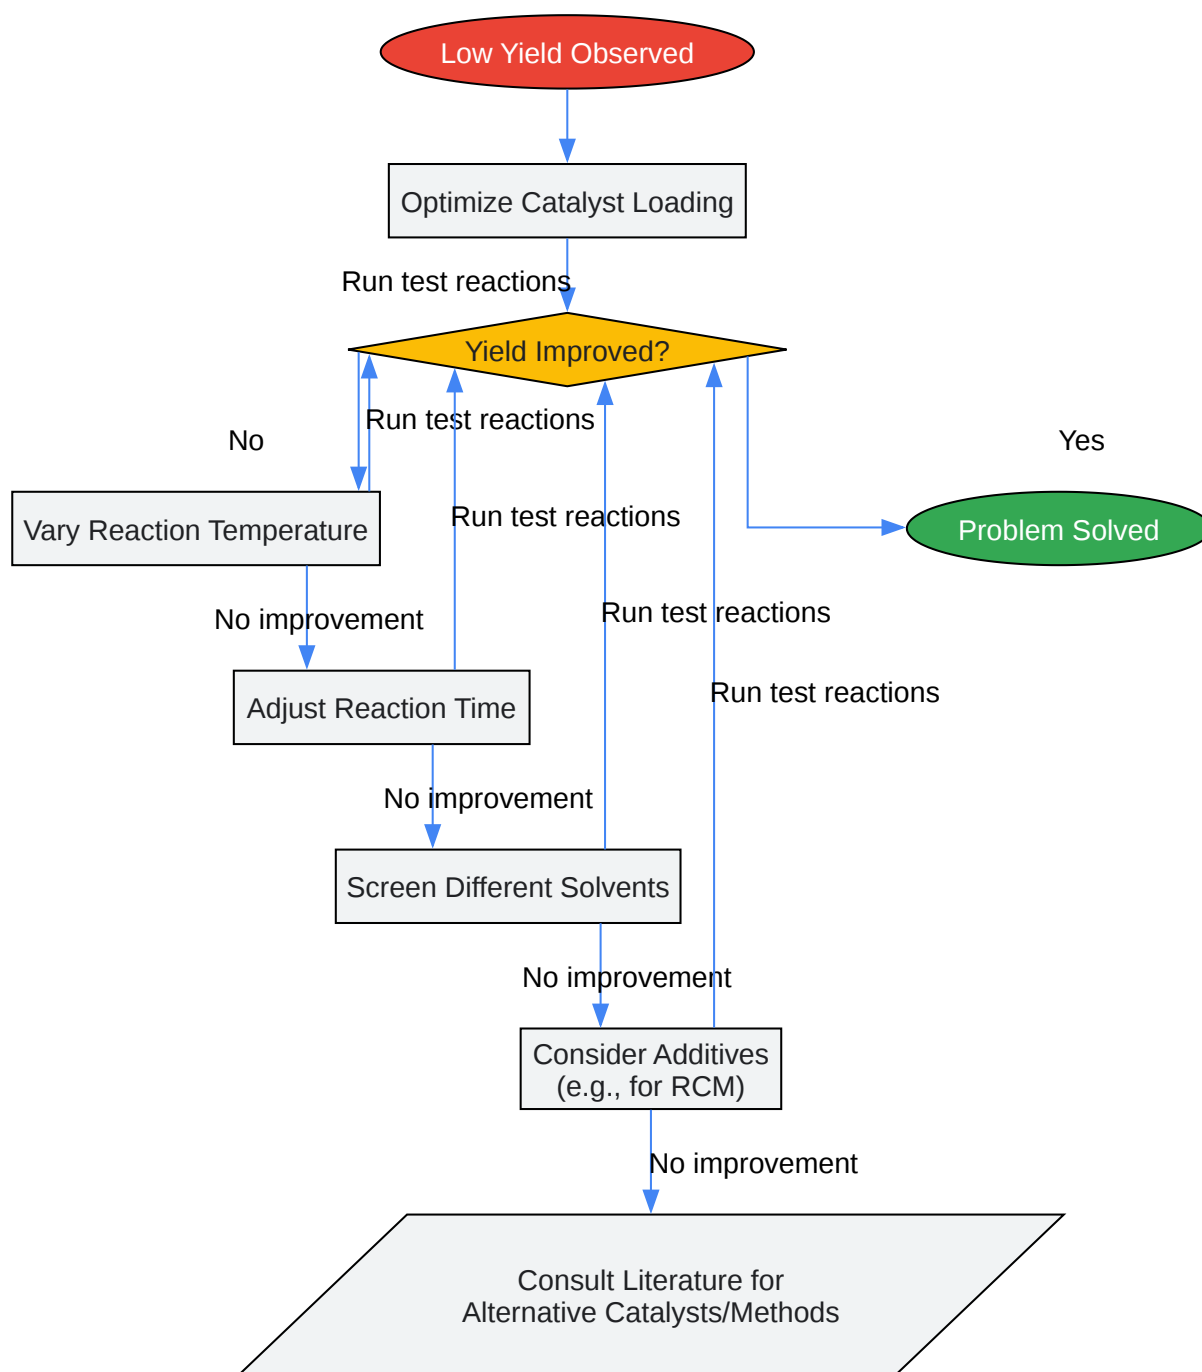 Low Yield Observed
Optimize Catalyst Loading
Run test reactions
Yield Improved?
Run test reactions
No
Yes
Vary Reaction Temperature
Run test reactions
Problem Solved
No improvement
Run test reactions
Adjust Reaction Time
Run test reactions
No improvement
Screen Different Solvents
No improvement
Consider Additives
(e.g., for RCM)
No improvement
Consult Literature for
Alternative Catalysts/Methods